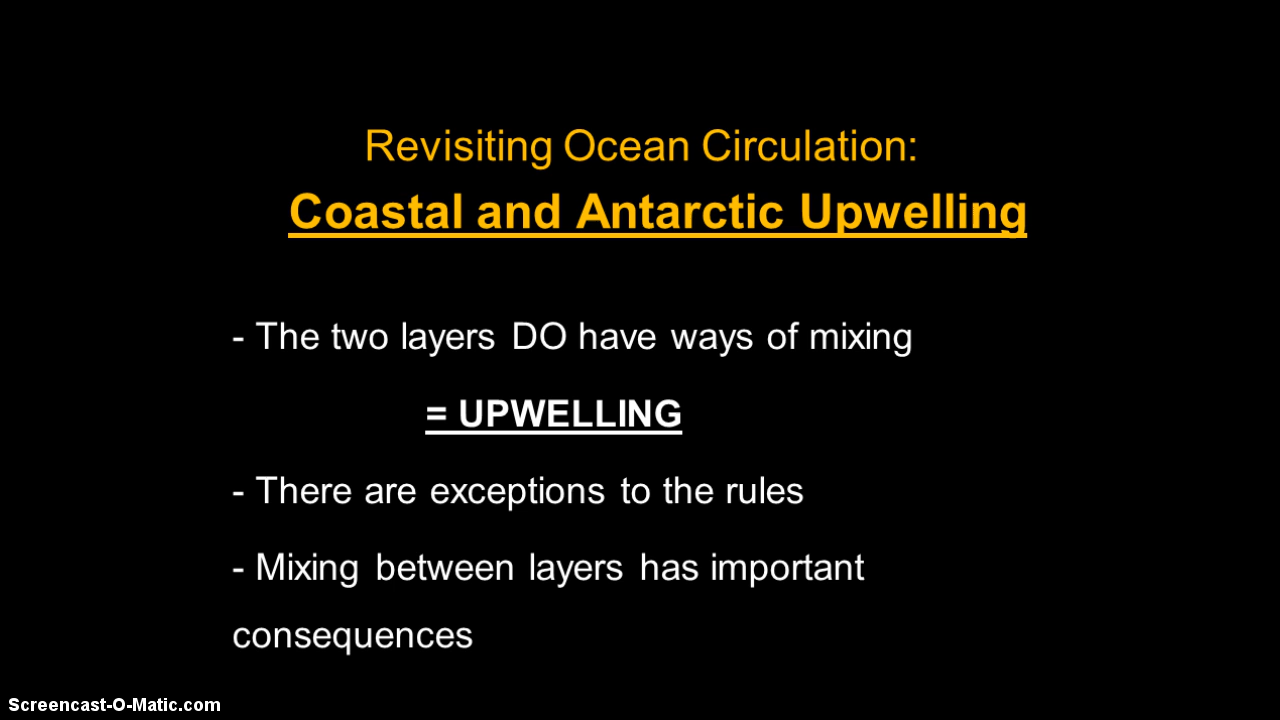 Revisiting Ocean Circulation:
Coastal and Antarctic Upwelling
- The two layers DO have ways of mixing
= UPWELLING
- There are exceptions to the rules
- Mixing between layers has important
consequences
Screencast-O-Matic.com